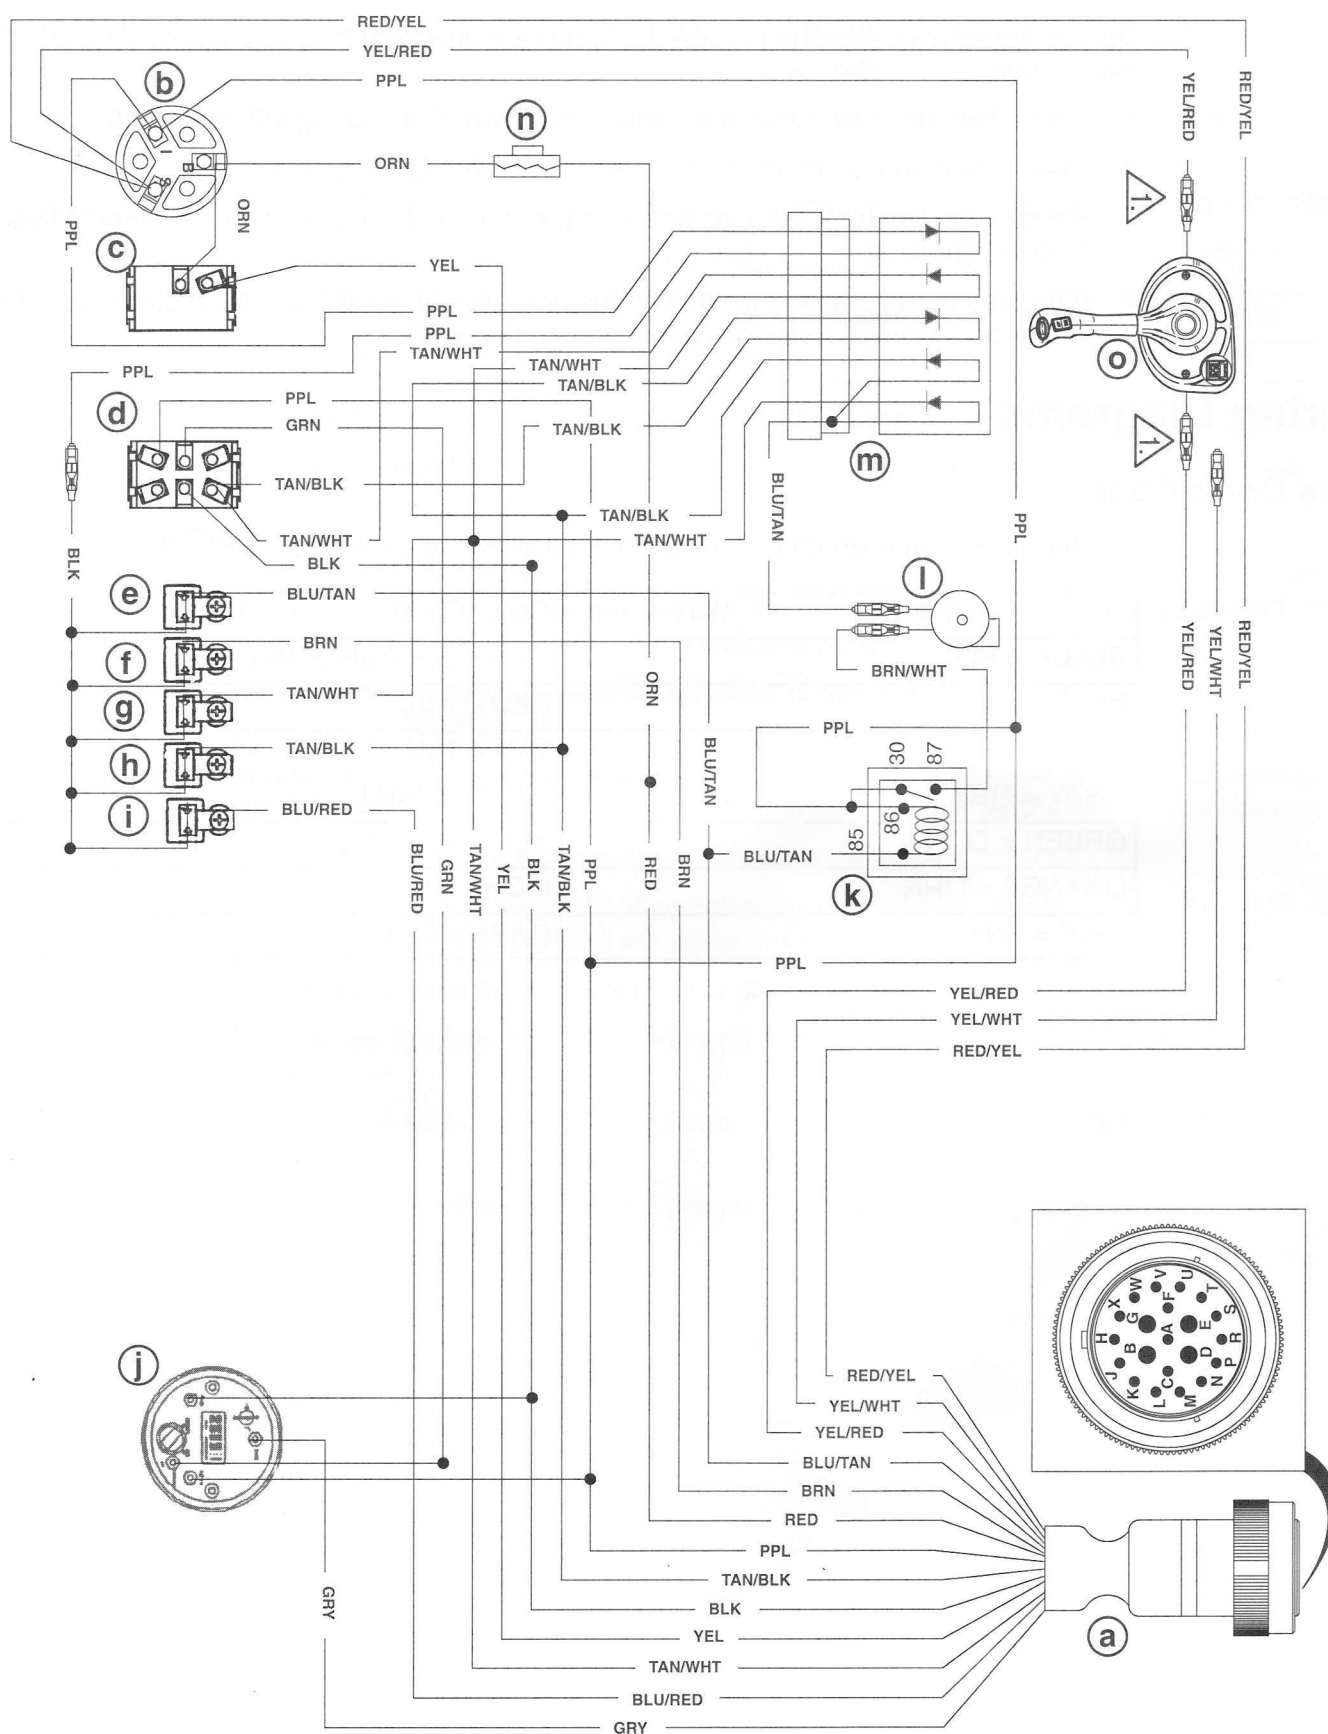 RED/YEL
YEL/RED
PPL
b
n
I
B
S
ORN
ORN
PPL
c
YEL
PPL
PPL
TAN/WHT
TAN/WHT
TAN/BLK
PPL
d
PPL
GRN
TAN/BLK
TAN/BLK
TAN/WHT
TAN/BLK
TAN/WHT
BLK
BLK
m
BLU/TAN
PPL
YEL/RED
RED/YEL
1.
o
1.
e
BLU/TAN
f
BRN
g
TAN/WHT
h
TAN/BLK
i
BLU/RED
l
BRN/WHT
ORN
BLU/TAN
PPL
30
87
86
85
k
BLU/TAN
YEL/RED
YEL/WHT
RED/YEL
BLU/RED
GRN
TAN/WHT
YEL
BLK
TAN/BLK
PPL
RED
BRN
PPL
YEL/RED
YEL/WHT
RED/YEL
j
GRY
RED/YEL
YEL/WHT
YEL/RED
BLU/TAN
BRN
RED
PPL
TAN/BLK
BLK
YEL
TAN/WHT
BLU/RED
GRY
a
X
W
V
U
T
G
F
H
A
E
S
B
R
J
C
D
P
K
L
M
N
ring
BLACK
ORANGE